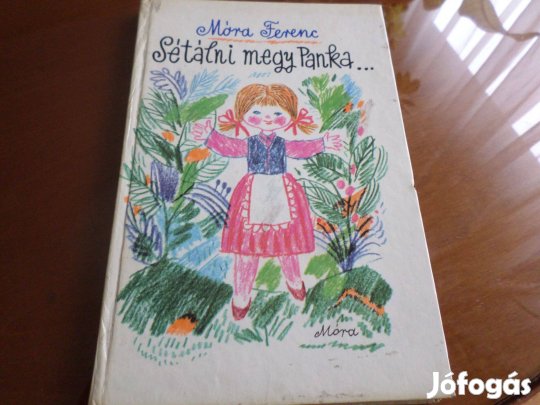 Móra Ferenc
Sétálni megy Panka...
Móra
Jófogás